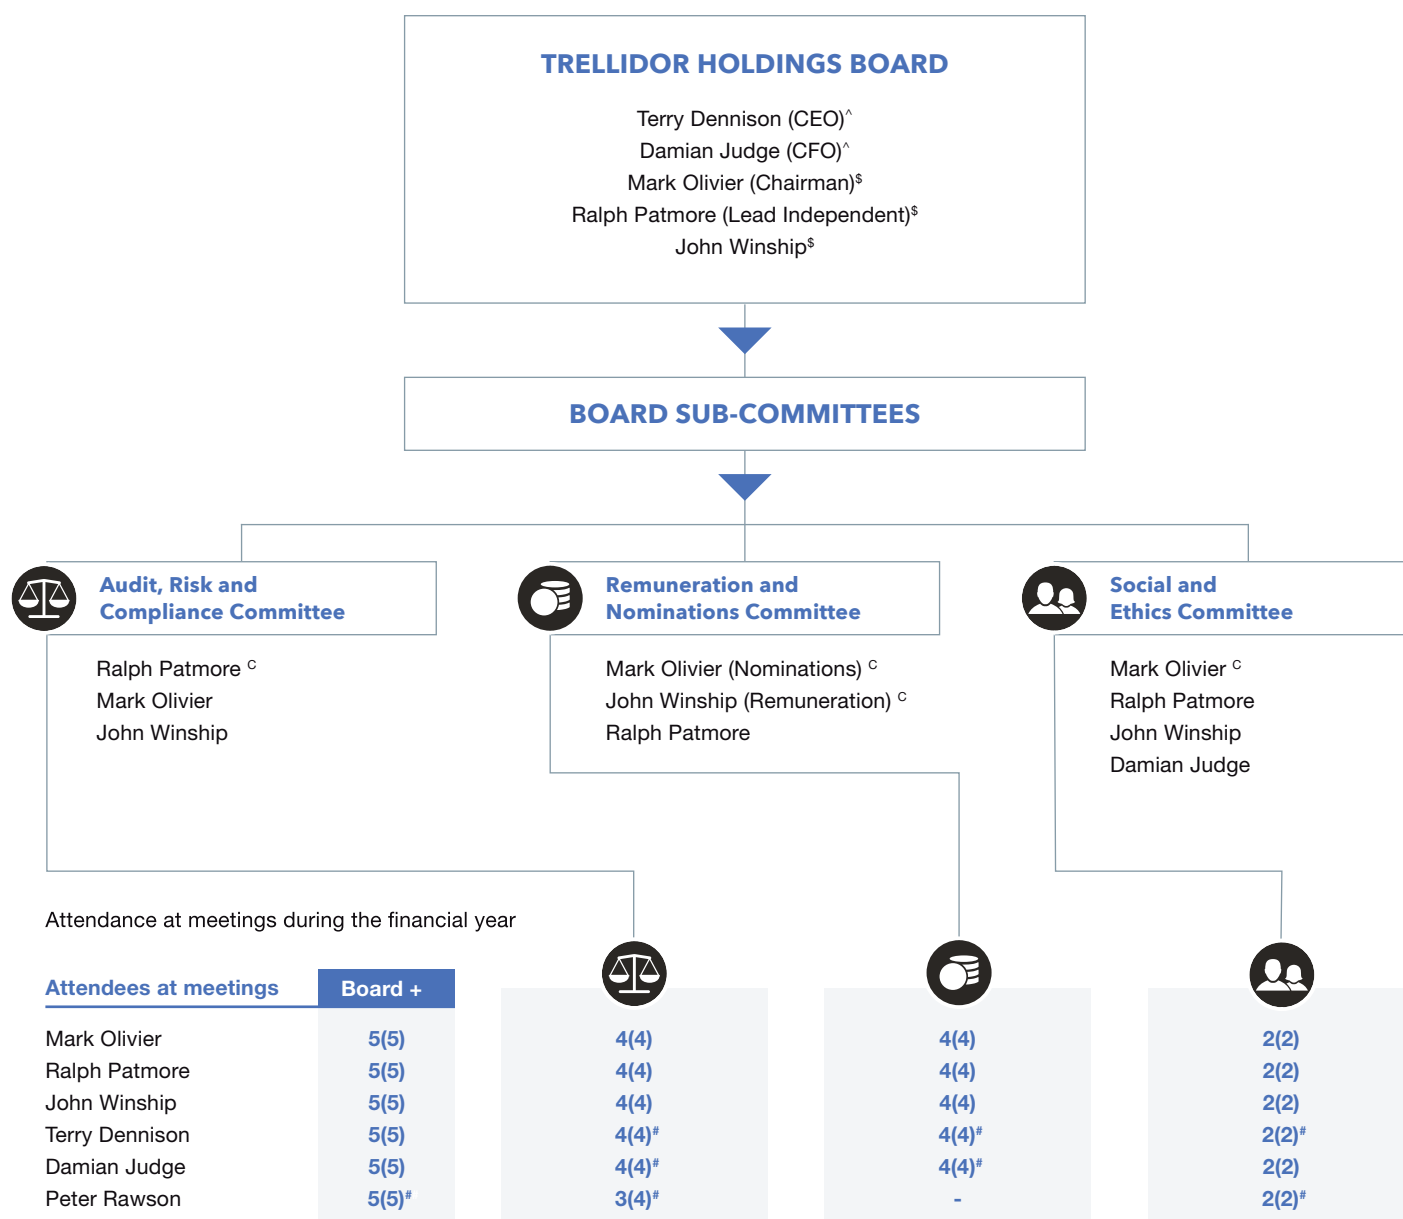 TRELLIDOR HOLDINGS BOARD
Terry Dennison (CEO)^
Damian Judge (CFO)^
Mark Olivier (Chairman)$
Ralph Patmore (Lead Independent)$
John Winship$
BOARD SUB-COMMITTEES
Audit, Risk and
Compliance Committee
Ralph Patmore C
Mark Olivier
John Winship
Remuneration and
Nominations Committee
Mark Olivier (Nominations) C
John Winship (Remuneration) C
Ralph Patmore
Social and
Ethics Committee
Mark Olivier C
Ralph Patmore
John Winship
Damian Judge
Attendance at meetings during the financial year
Attendees at meetings Board +
Mark Olivier 5(5) 4(4) 4(4) 2(2)
Ralph Patmore 5(5) 4(4) 4(4) 2(2)
John Winship 5(5) 4(4) 4(4) 2(2)
Terry Dennison 5(5) 4(4)# 4(4)# 2(2)#
Damian Judge 5(5) 4(4)# 4(4)# 2(2)
Peter Rawson 5(5)# 3(4)# - 2(2)#